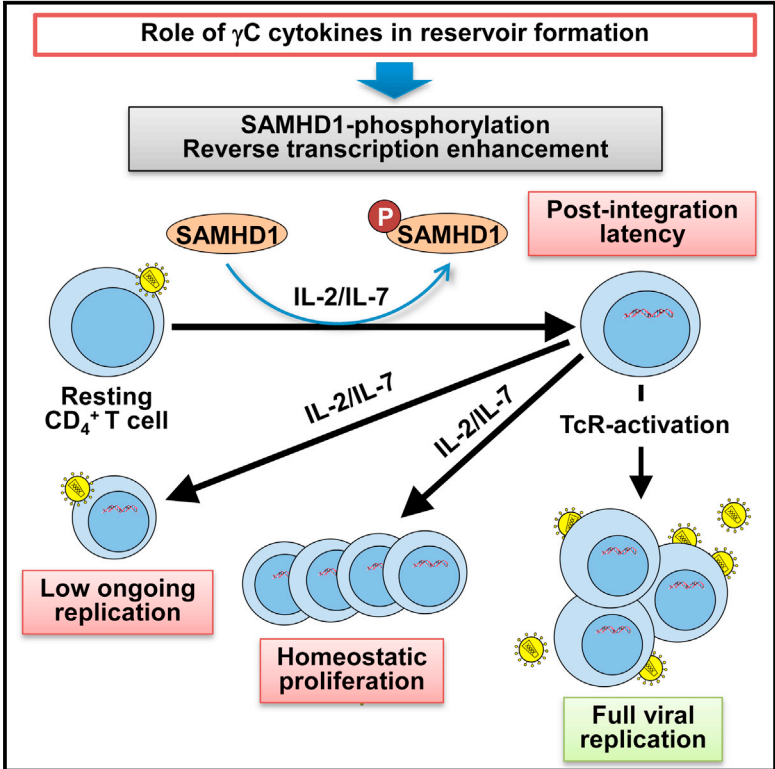 Role of γC cytokines in reservoir formation
SAMHD1-phosphorylation
Reverse transcription enhancement
SAMHD1
P
SAMHD1
Post-integration
latency
IL-2/IL-7
Resting
CD₄⁺ T cell
IL-2/IL-7
IL-2/IL-7
TcR-activation
Low ongoing
replication
Homeostatic
proliferation
Full viral
replication